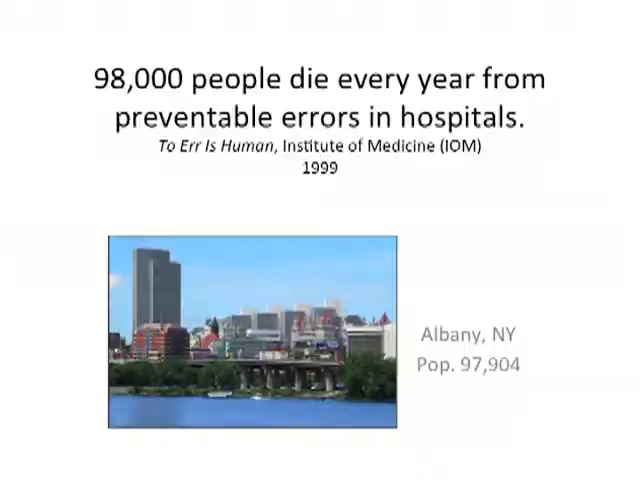 98,000 people die every year from
preventable errors in hospitals.
To Err Is Human, Institute of Medicine (IOM)
1999
Albany, NY
Pop. 97,904